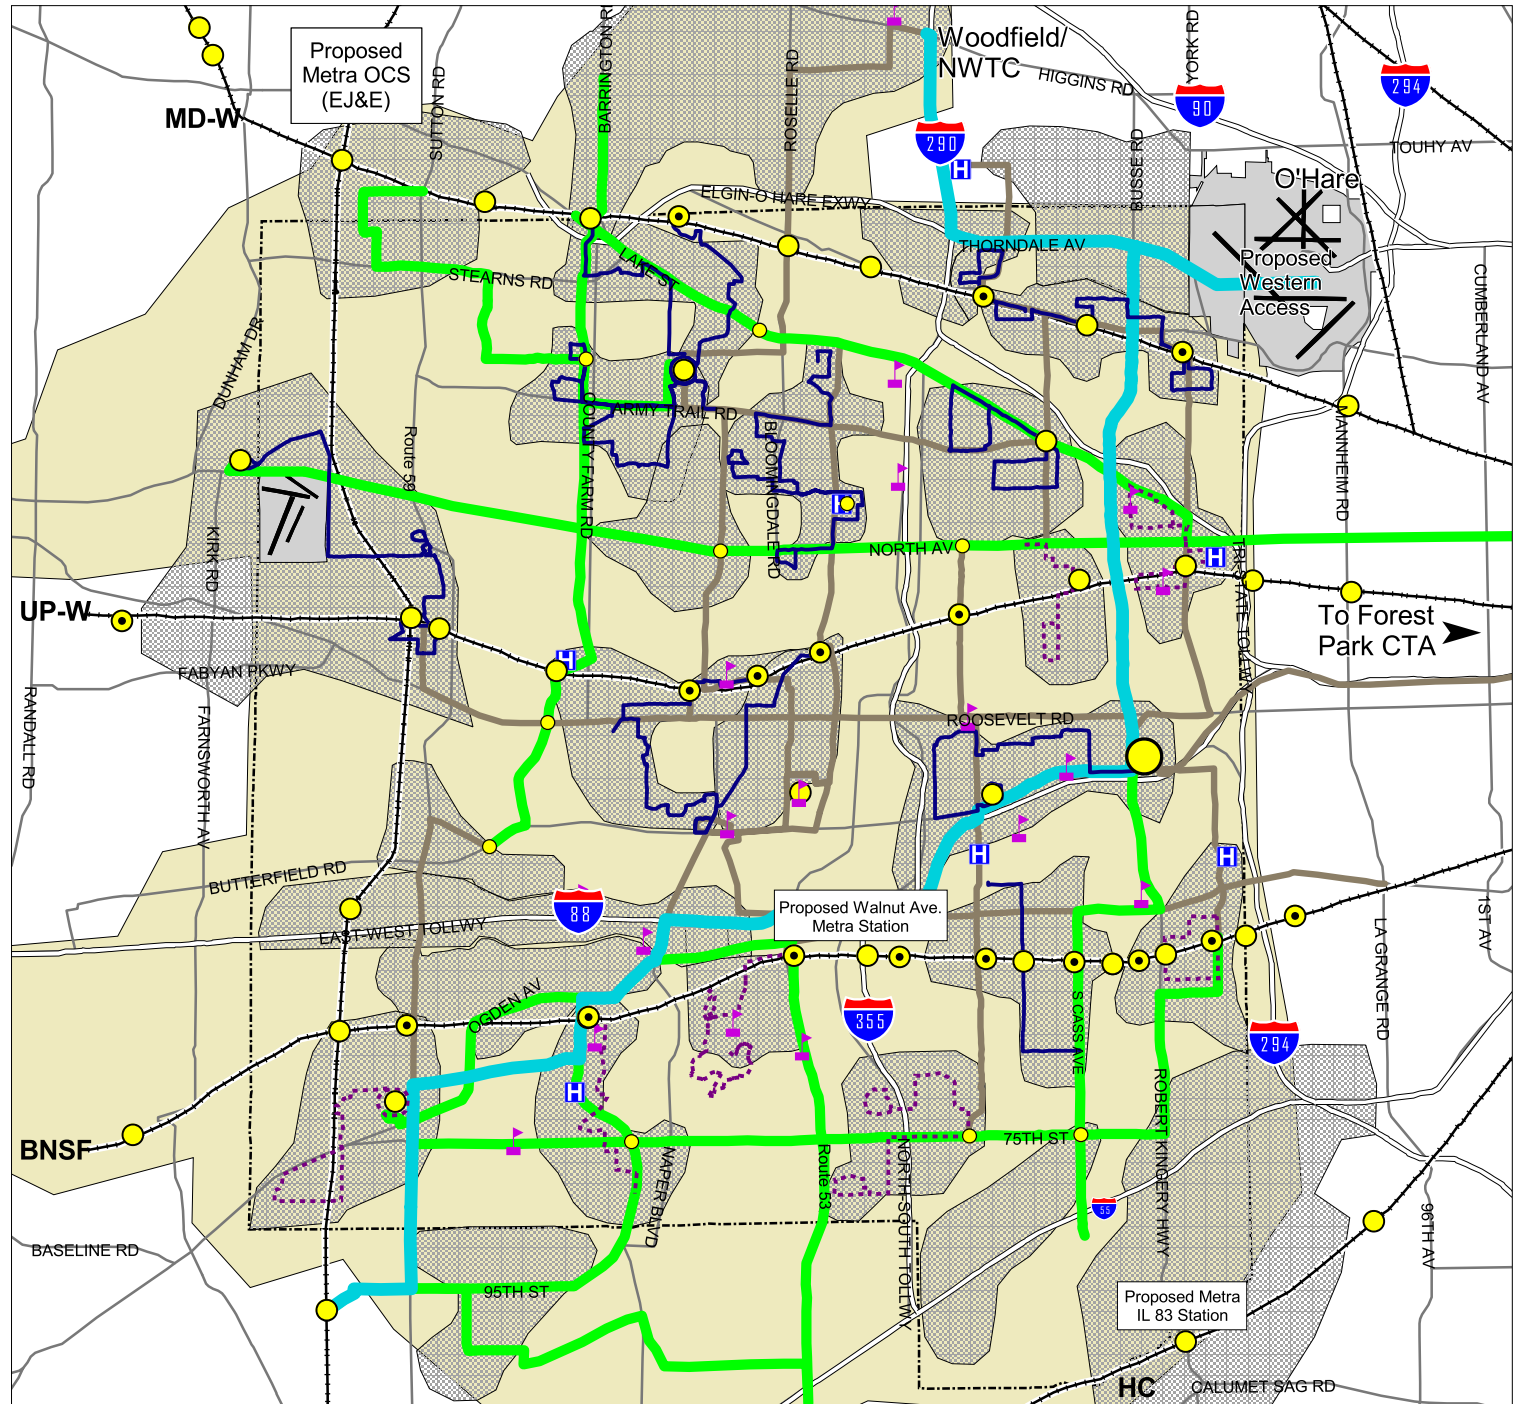 Proposed
Metra OCS
(EJ&E)
MD-W
SUTTON RD
BARRINGTON RD
ROSELLE RD
Woodfield/
NWTC
HIGGINS RD
YORK RD
90
294
290
H
BUSSE RD
TOUHY AV
O'Hare
ELGIN-O HARE EXWY
THORNDALE AV
Proposed
Western
Access
STEARNS RD
LAKE ST
CUMBERLAND AV
DUNHAM DR
ARMY TRAIL RD
COUNTY FARM RD
BLOOMINGDALE RD
Route 59
MANNHEIM RD
H
KIRK RD
NORTH AV
H
TRI-STATE TOLLWY
UP-W
To Forest
Park CTA
H
FABYAN PKWY
RANDALL RD
FARNSWORTH AV
ROOSEVELT RD
BUTTERFIELD RD
H
H
88
EAST-WEST TOLLWY
Proposed Walnut Ave.
Metra Station
1ST AV
LA GRANGE RD
OGDEN AV
355
S CASS AVE
294
H
ROBERT KINGERY HWY
BNSF
75TH ST
NAPER BLVD
Route 53
NORTH-SOUTH TOLLWY
55
96TH AV
BASELINE RD
95TH ST
Proposed Metra
IL 83 Station
HC
CALUMET SAG RD